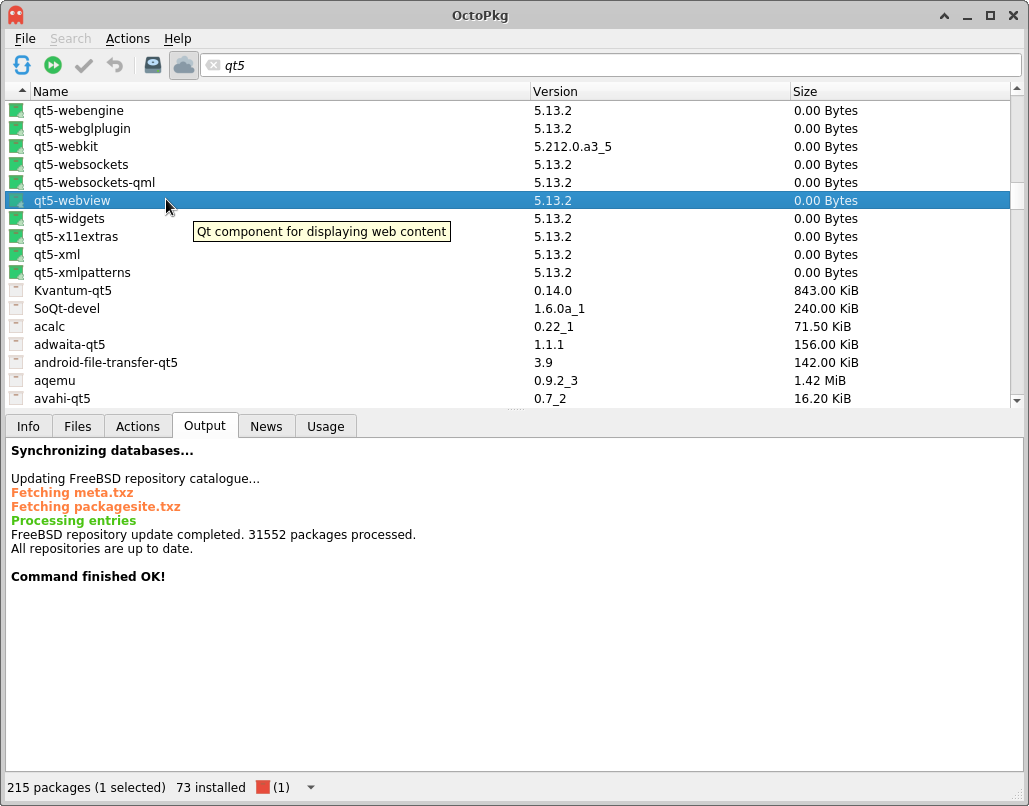 OctoPkg
File Search Actions Help
qt5
Name Version Size
qt5-webengine 5.13.2 0.00 Bytes
qt5-webglplugin 5.13.2 0.00 Bytes
qt5-webkit 5.212.0.a3_5 0.00 Bytes
qt5-websockets 5.13.2 0.00 Bytes
qt5-websockets-qml 5.13.2 0.00 Bytes
qt5-webview 5.13.2 0.00 Bytes
qt5-widgets 5.13.2 0.00 Bytes
Qt component for displaying web content
qt5-x11extras 5.13.2 0.00 Bytes
qt5-xml 5.13.2 0.00 Bytes
qt5-xmlpatterns 5.13.2 0.00 Bytes
Kvantum-qt5 0.14.0 843.00 KiB
SoQt-devel 1.6.0a_1 240.00 KiB
acalc 0.22_1 71.50 KiB
adwaita-qt5 1.1.1 156.00 KiB
android-file-transfer-qt5 3.9 142.00 KiB
aqemu 0.9.2_3 1.42 MiB
avahi-qt5 0.7_2 16.20 KiB
Info Files Actions Output News Usage
Synchronizing databases...
Updating FreeBSD repository catalogue...
Fetching meta.txz
Fetching packagesite.txz
Processing entries
FreeBSD repository update completed. 31552 packages processed.
All repositories are up to date.
Command finished OK!
215 packages (1 selected) 73 installed (1)